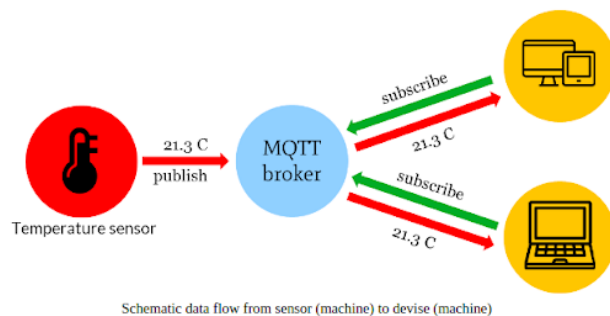 21.3 C
publish
Temperature sensor
MQTT
broker
subscribe
21.3 C
subscribe
21.3 C
Schematic data flow from sensor (machine) to devise (machine)